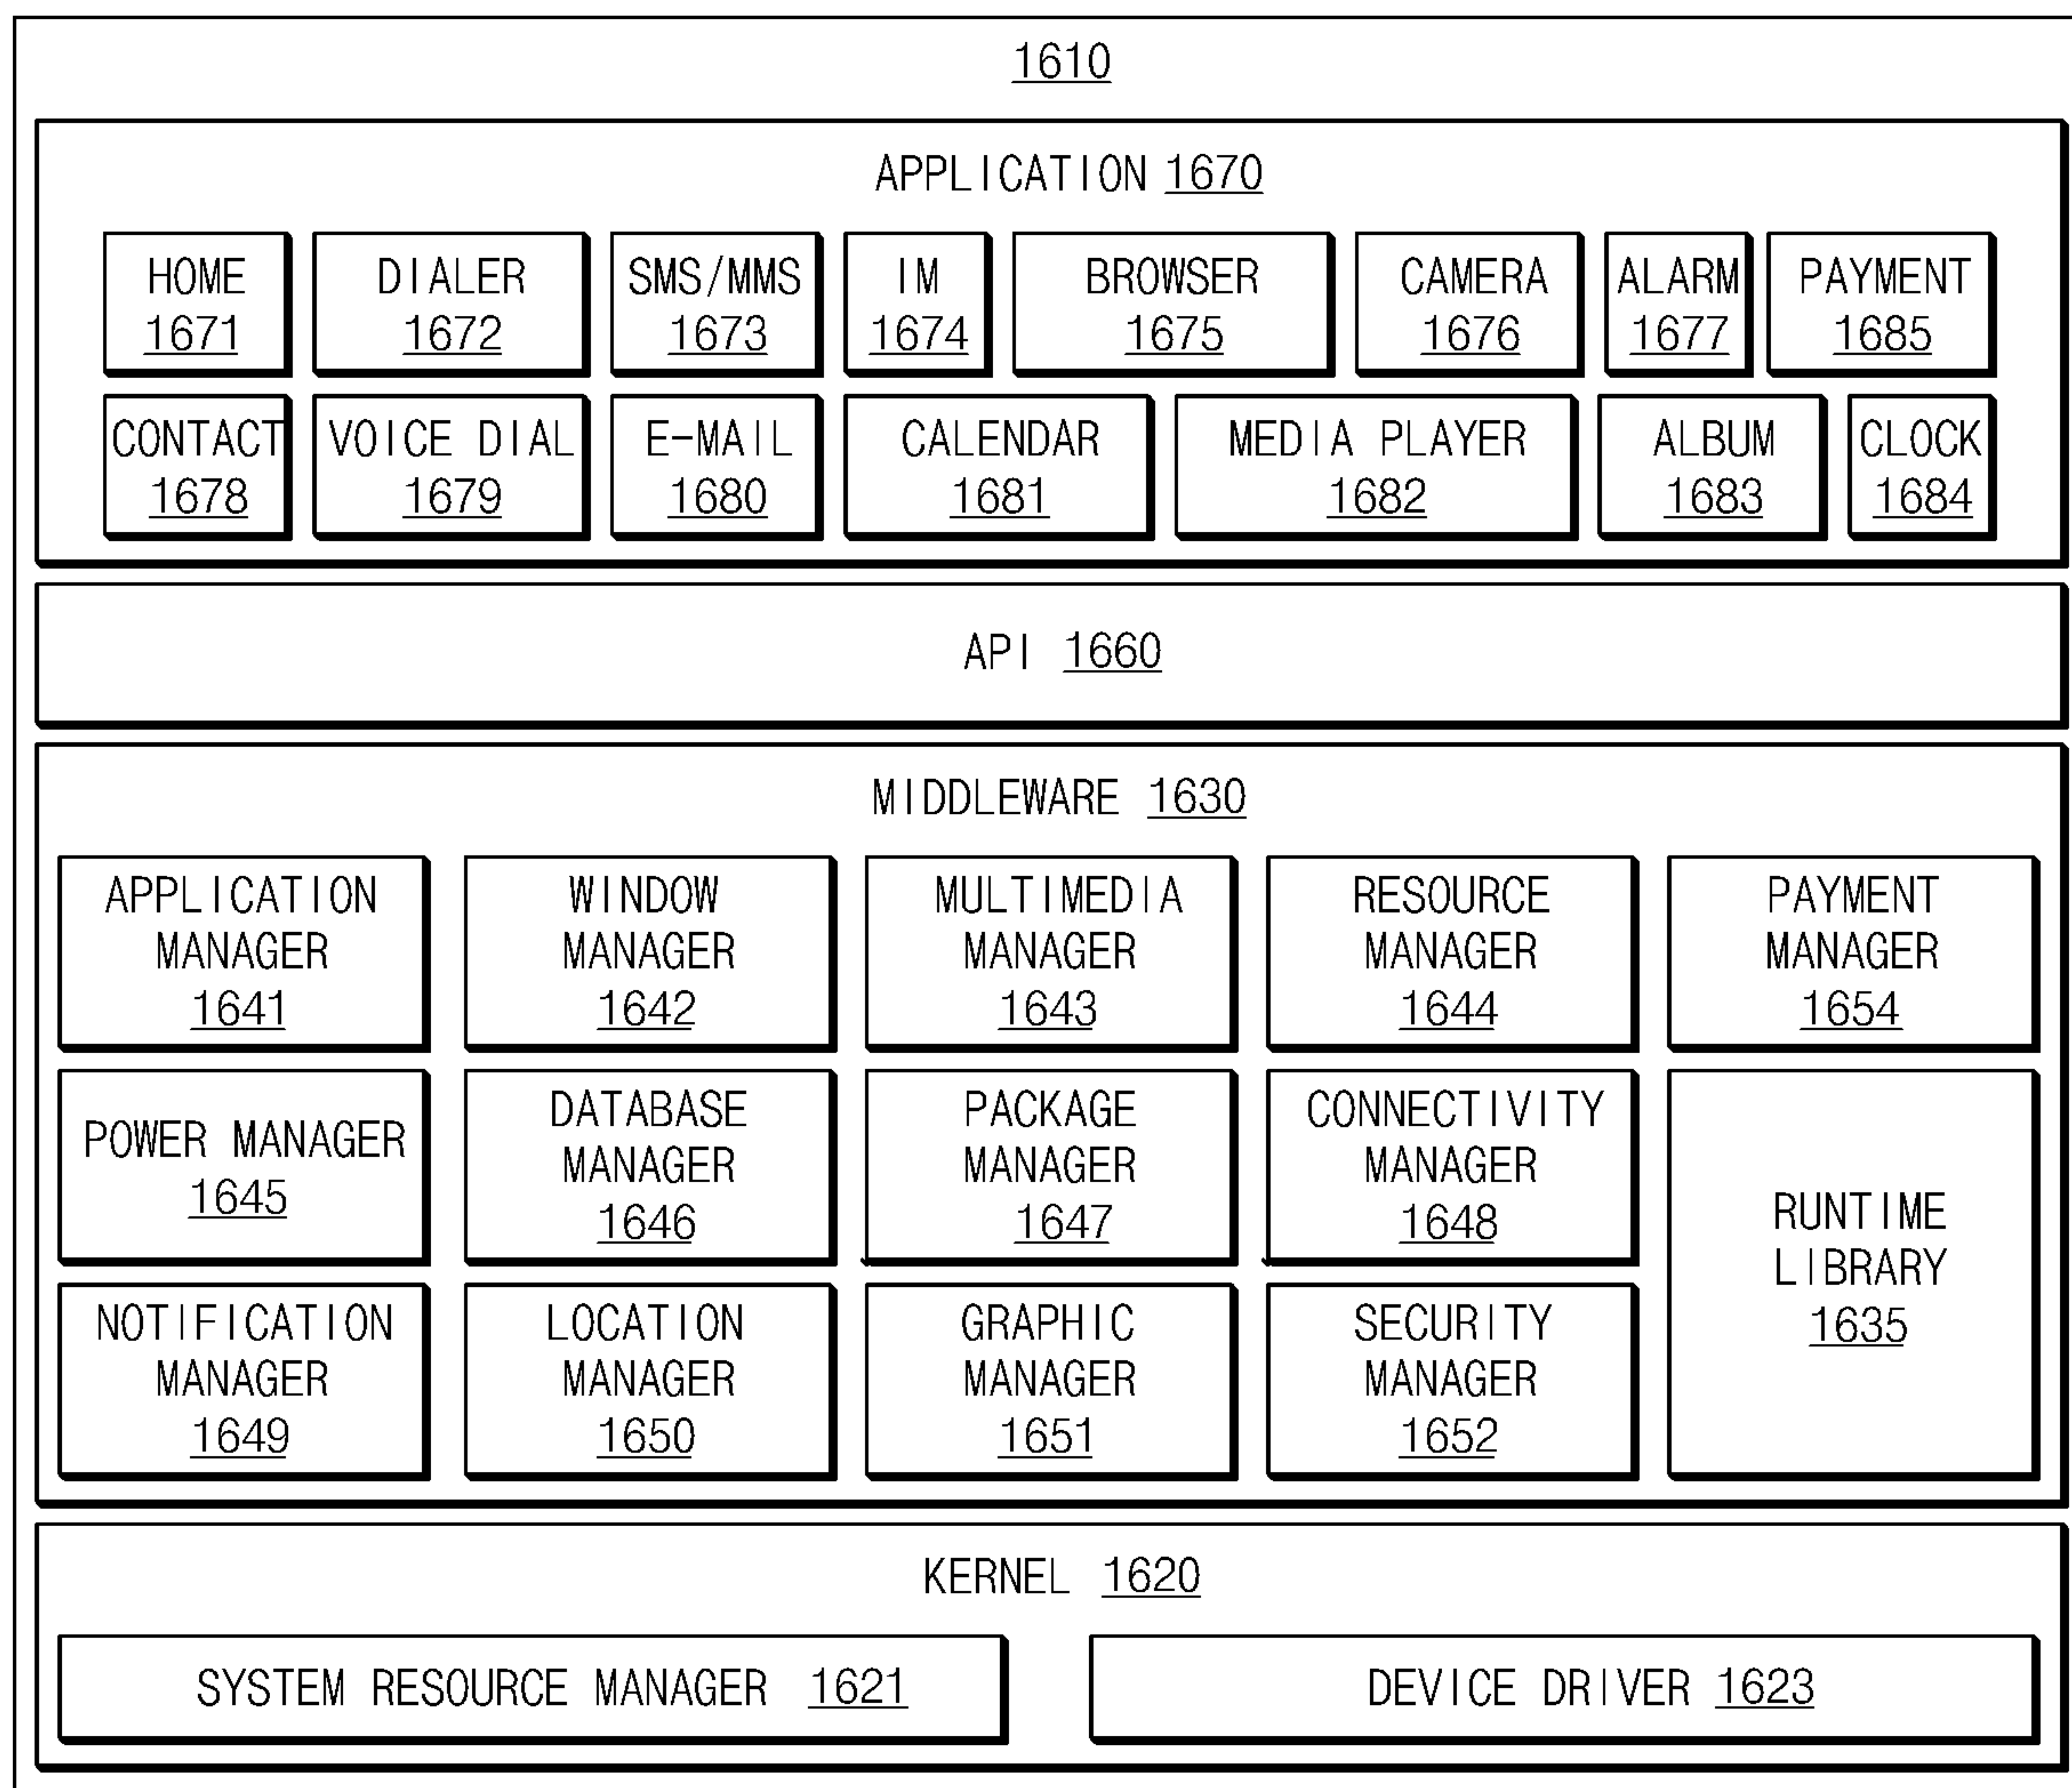 1610
APPLICATION 1670
HOME
1671
DIALER
1672
SMS/MMS
1673
IM
1674
BROWSER
1675
CAMERA
1676
ALARM
1677
PAYMENT
1685
CONTACT
1678
VOICE DIAL
1679
E-MAIL
1680
CALENDAR
1681
MEDIA PLAYER
1682
ALBUM
1683
CLOCK
1684
API 1660
MIDDLEWARE 1630
APPLICATION
MANAGER
1641
WINDOW
MANAGER
1642
MULTIMEDIA
MANAGER
1643
RESOURCE
MANAGER
1644
PAYMENT
MANAGER
1654
POWER MANAGER
1645
DATABASE
MANAGER
1646
PACKAGE
MANAGER
1647
CONNECTIVITY
MANAGER
1648
RUNTIME
LIBRARY
1635
NOTIFICATION
MANAGER
1649
LOCATION
MANAGER
1650
GRAPHIC
MANAGER
1651
SECURITY
MANAGER
1652
KERNEL 1620
SYSTEM RESOURCE MANAGER 1621
DEVICE DRIVER 1623